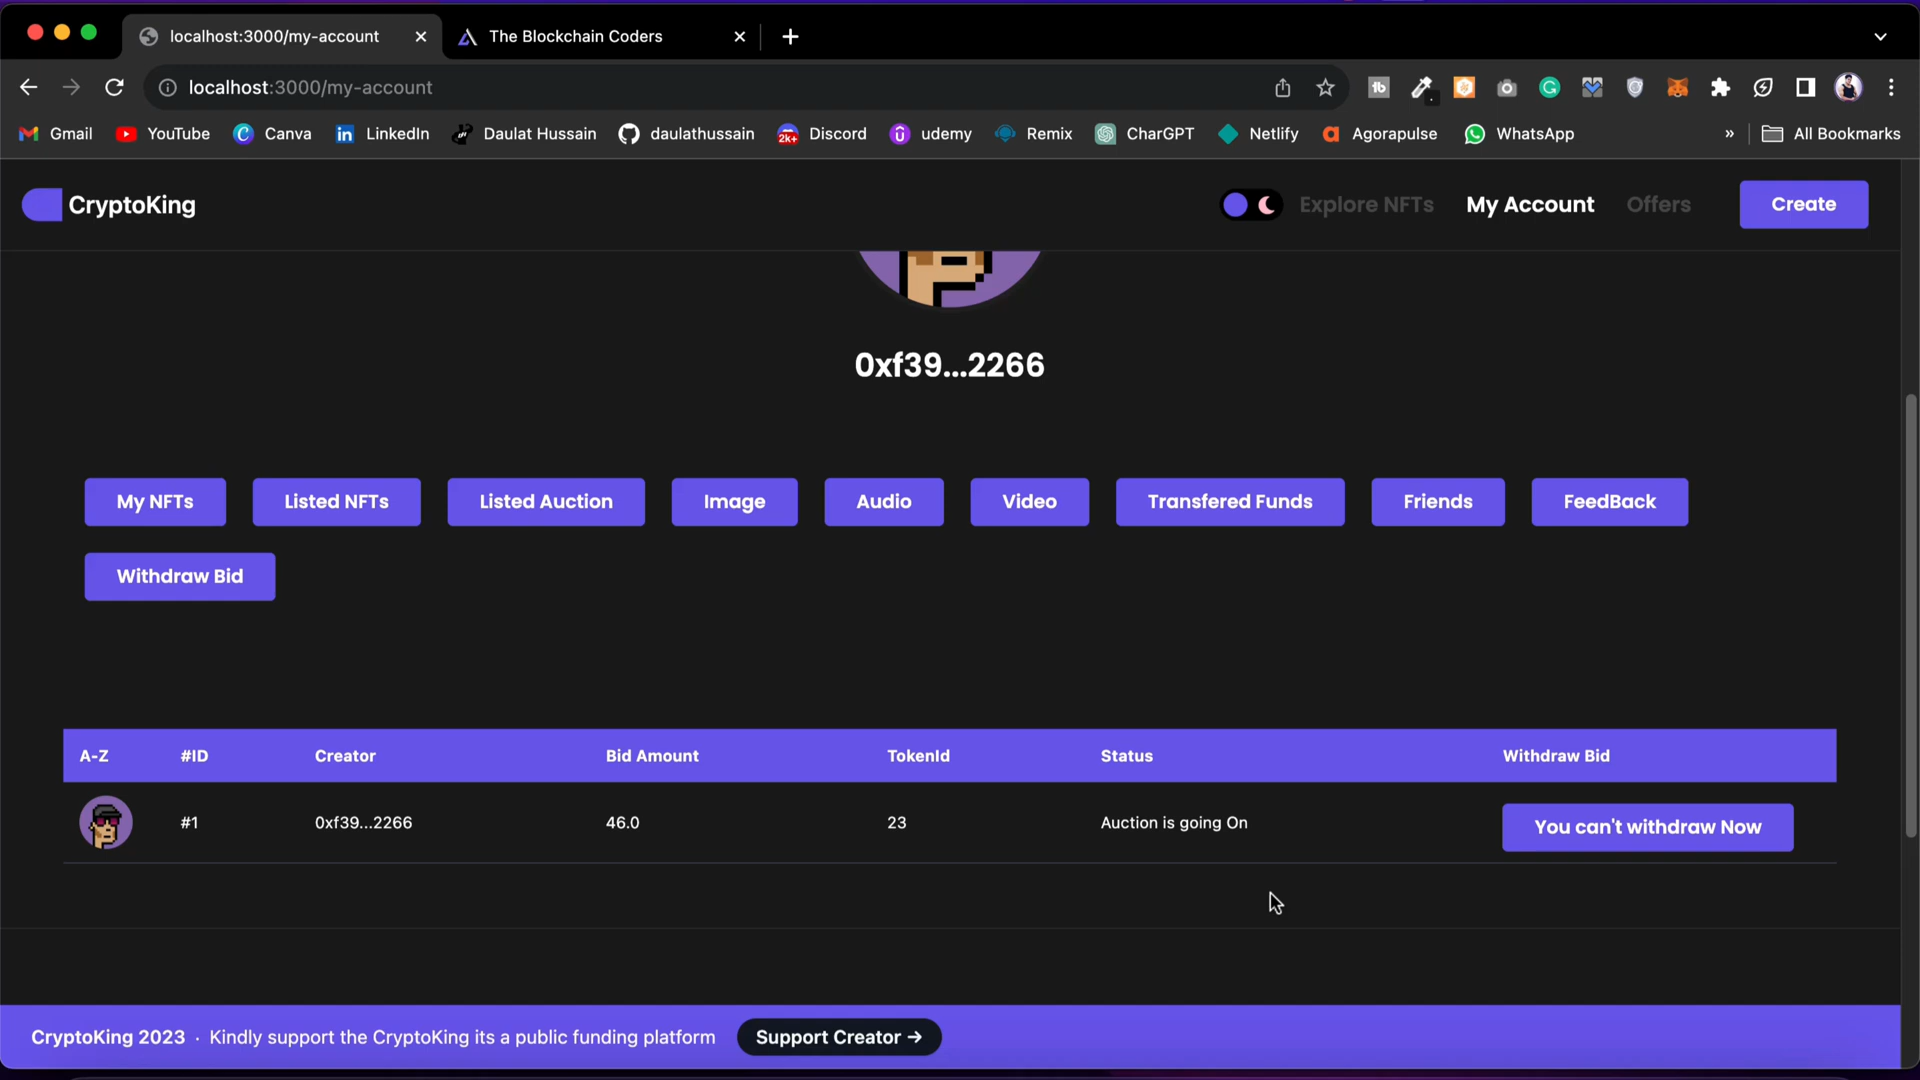 localhost:3000/my-account
The Blockchain Coders
localhost:3000/my-account
Gmail YouTube Canva LinkedIn Daulat Hussain daulathussain Discord udemy Remix CharGPT Netlify Agorapulse WhatsApp » All Bookmarks
CryptoKing Explore NFTs My Account Offers Create
0xf39...2266
My NFTs Listed NFTs Listed Auction Image Audio Video Transfered Funds Friends FeedBack
Withdraw Bid
A-Z #ID Creator Bid Amount TokenId Status Withdraw Bid
#1 0xf39...2266 46.0 23 Auction is going On You can't withdraw Now
CryptoKing 2023 · Kindly support the CryptoKing its a public funding platform Support Creator →